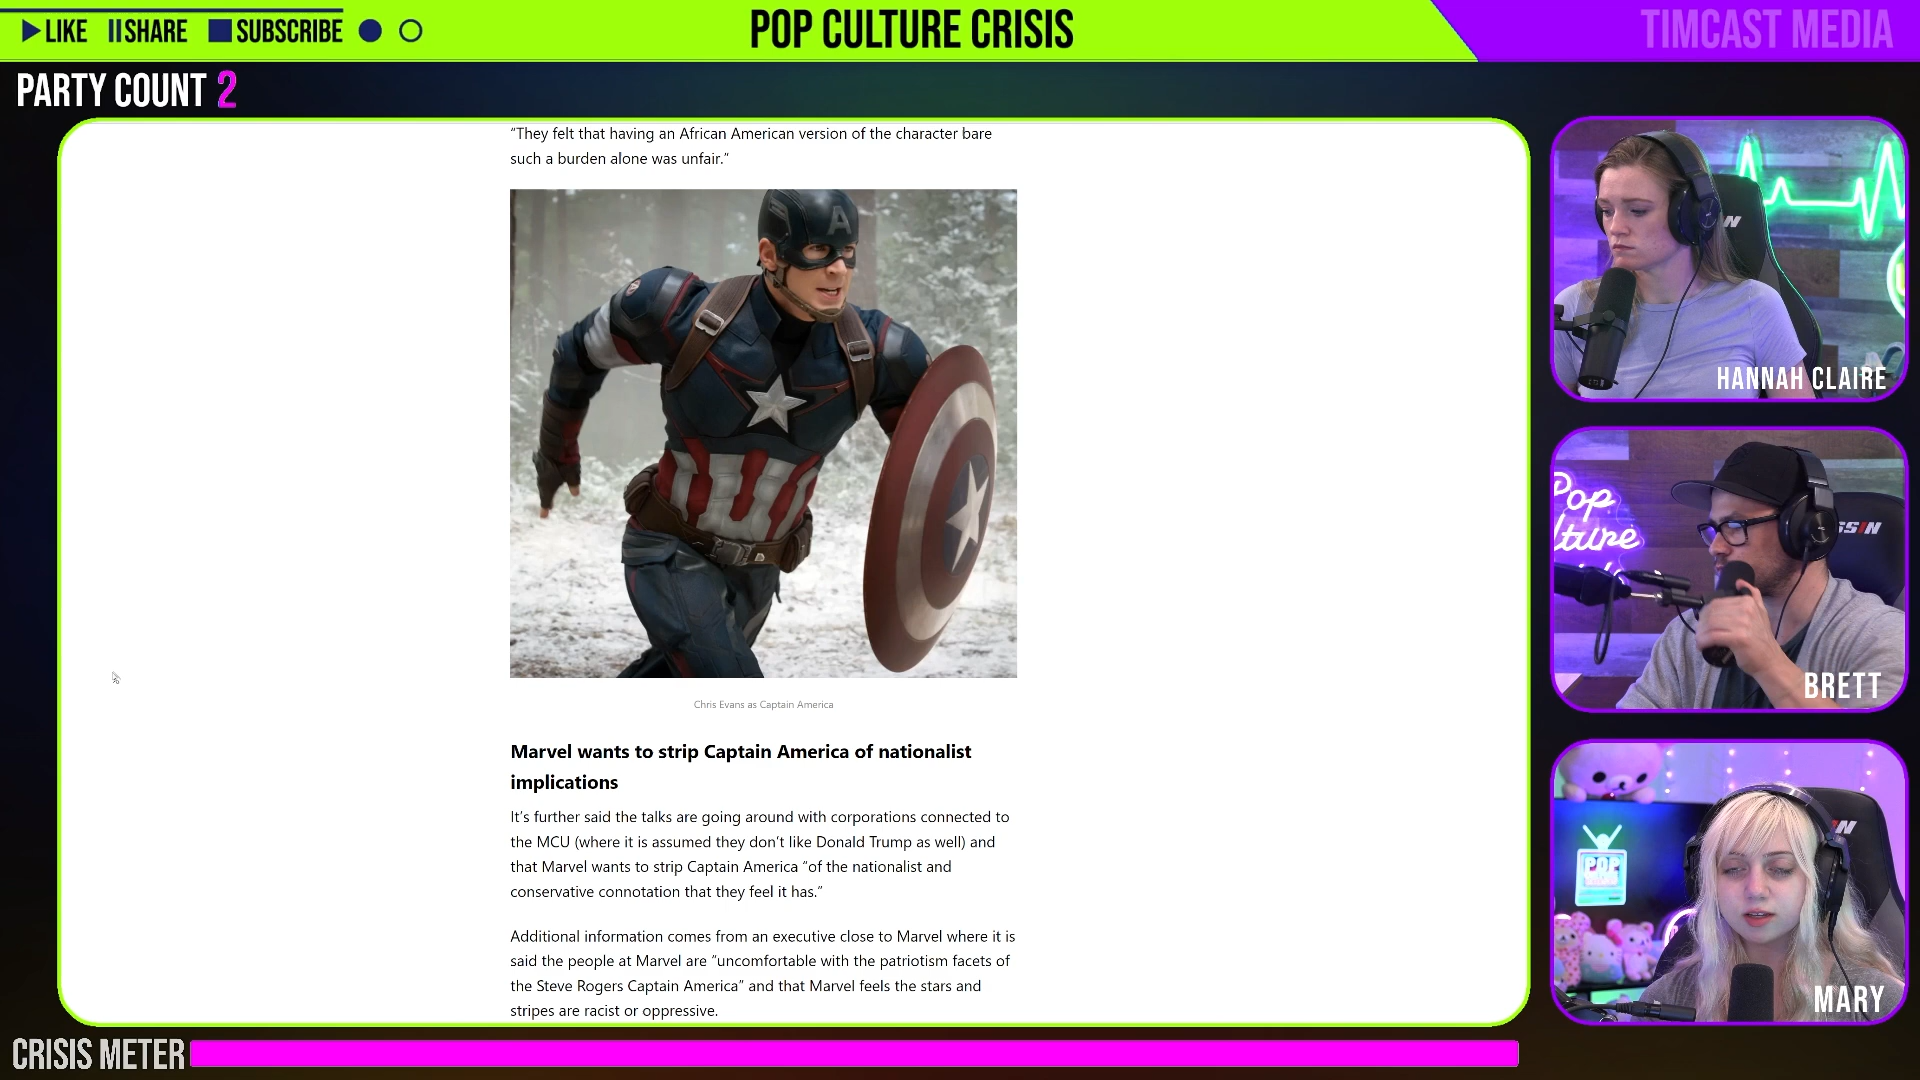 LIKE SHARE SUBSCRIBE
POP CULTURE CRISIS
TIMCAST MEDIA
PARTY COUNT 2
“They felt that having an African American version of the character bare
such a burden alone was unfair.”
A
Chris Evans as Captain America
Marvel wants to strip Captain America of nationalist
implications
It’s further said the talks are going around with corporations connected to
the MCU (where it is assumed they don’t like Donald Trump as well) and
that Marvel wants to strip Captain America “of the nationalist and
conservative connotation that they feel it has.”
Additional information comes from an executive close to Marvel where it is
said the people at Marvel are “uncomfortable with the patriotism facets of
the Steve Rogers Captain America” and that Marvel feels the stars and
stripes are racist or oppressive.
HANNAH CLAIRE
Pop
lture
SSIN
BRETT
POP
MARY
CRISIS METER